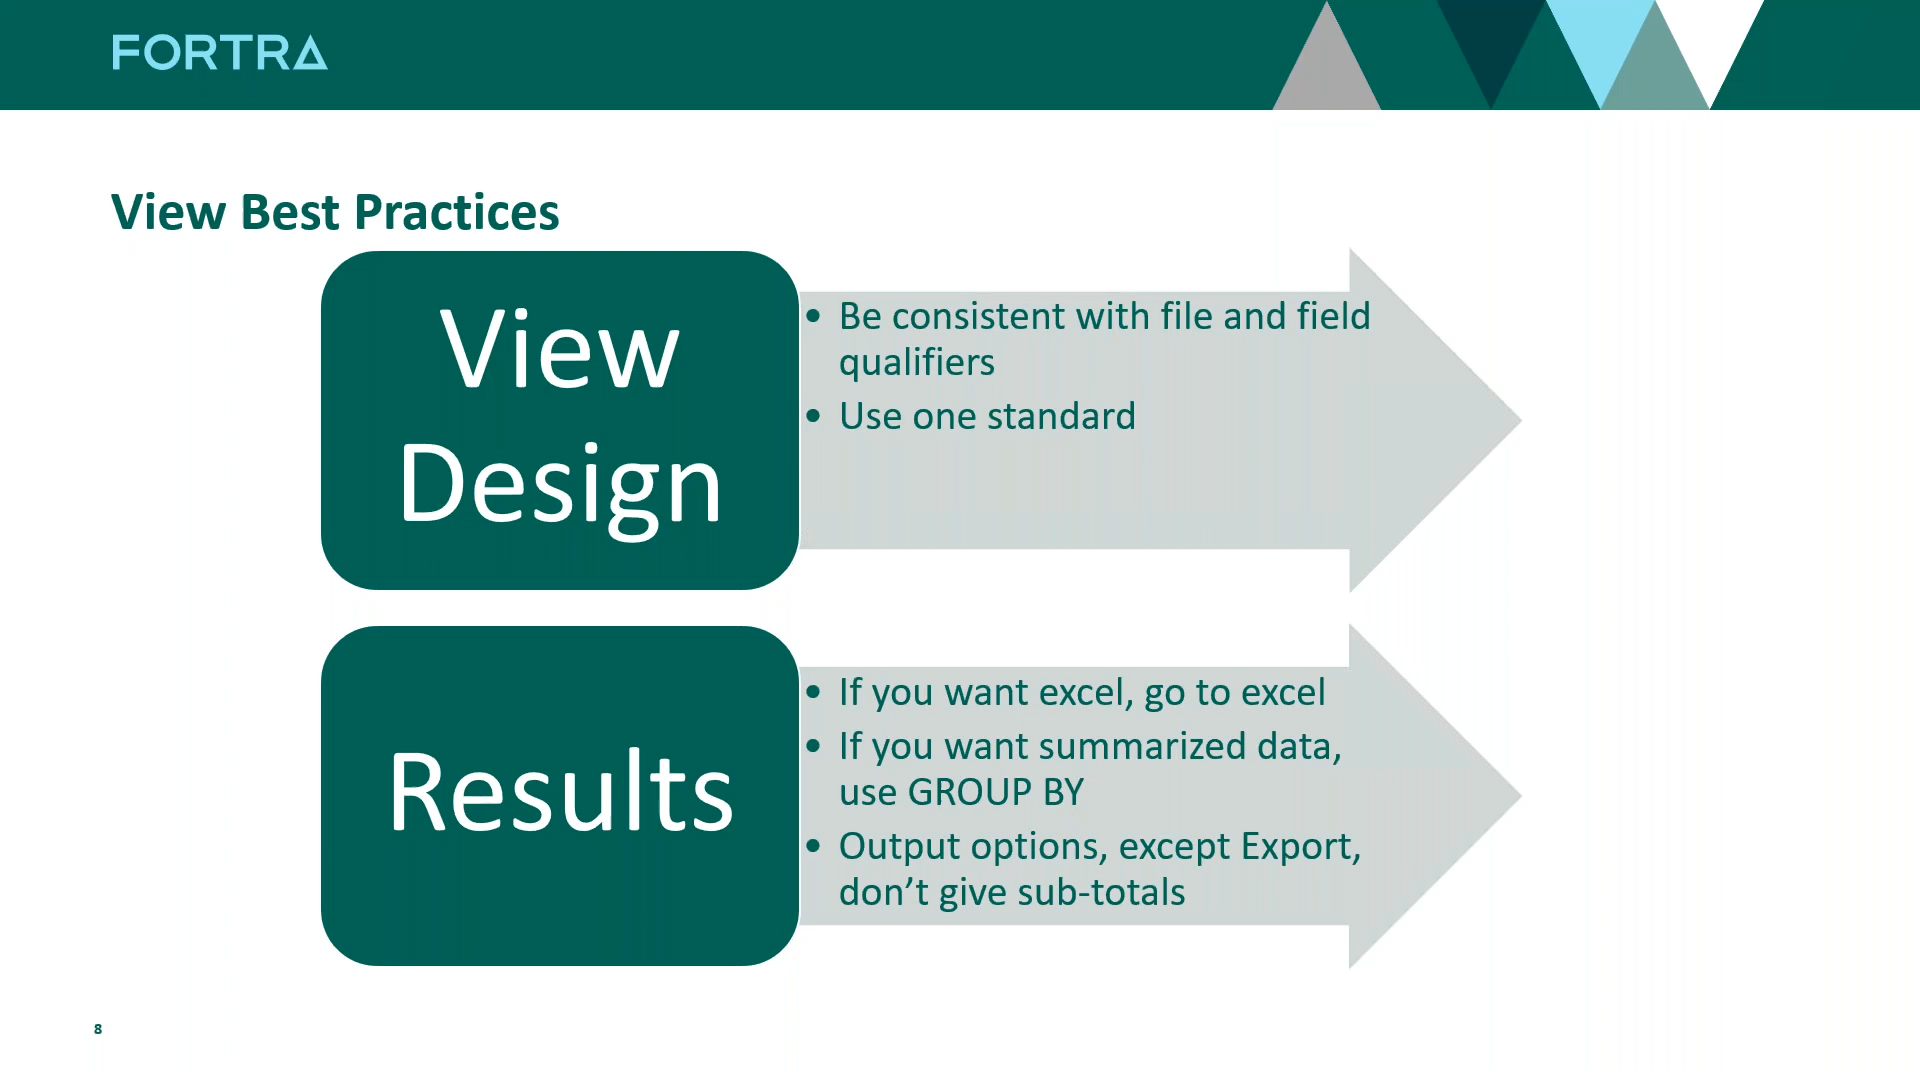 FORTRA
View Best Practices
View
Design
• Be consistent with file and field
qualifiers
• Use one standard
Results
• If you want excel, go to excel
• If you want summarized data,
use GROUP BY
• Output options, except Export,
don’t give sub-totals
8